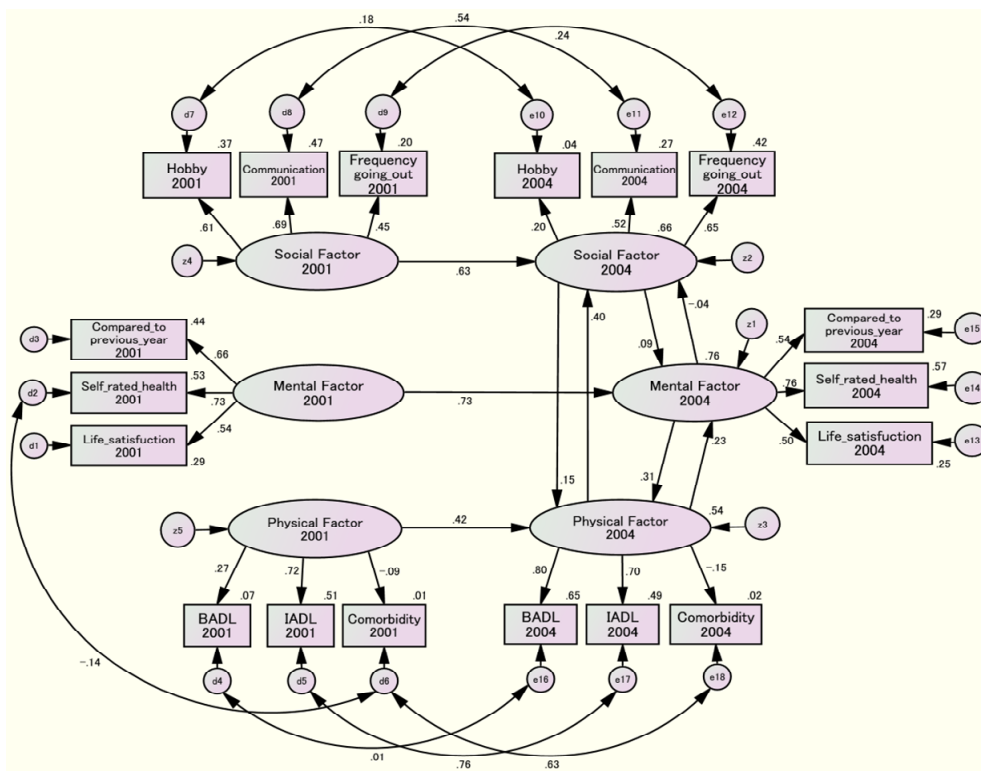 .18
.54
.24
d7
d8
d9
e10
e11
e12
.37
.47
.20
.04
.27
.42
Hobby
2001
Communication
2001
Frequency
going_out
2001
Hobby
2004
Communication
2004
Frequency
going_out
2004
.61
.69
.45
.20
.52
.66
.65
z4
Social Factor
2001
.63
Social Factor
2004
z2
.40
-.04
.09
z1
.76
d3
Compared_to
previous_year
2001
.44
.66
d2
Self_rated_health
2001
.53
.73
d1
Life_satisfuction
2001
.29
.54
Mental Factor
2001
.73
Mental Factor
2004
.54
Compared_to
previous_year
2004
.29
e15
.76
Self_rated_health
2004
.57
e14
.50
Life_satisfuction
2004
.25
e13
.15
.31
.23
z5
Physical Factor
2001
.42
Physical Factor
2004
.54
z3
.27
.72
-.09
.80
.70
-.15
.07
.51
.01
.65
.49
.02
BADL
2001
IADL
2001
Comorbidity
2001
BADL
2004
IADL
2004
Comorbidity
2004
-.14
d4
d5
d6
e16
e17
e18
.01
.76
.63